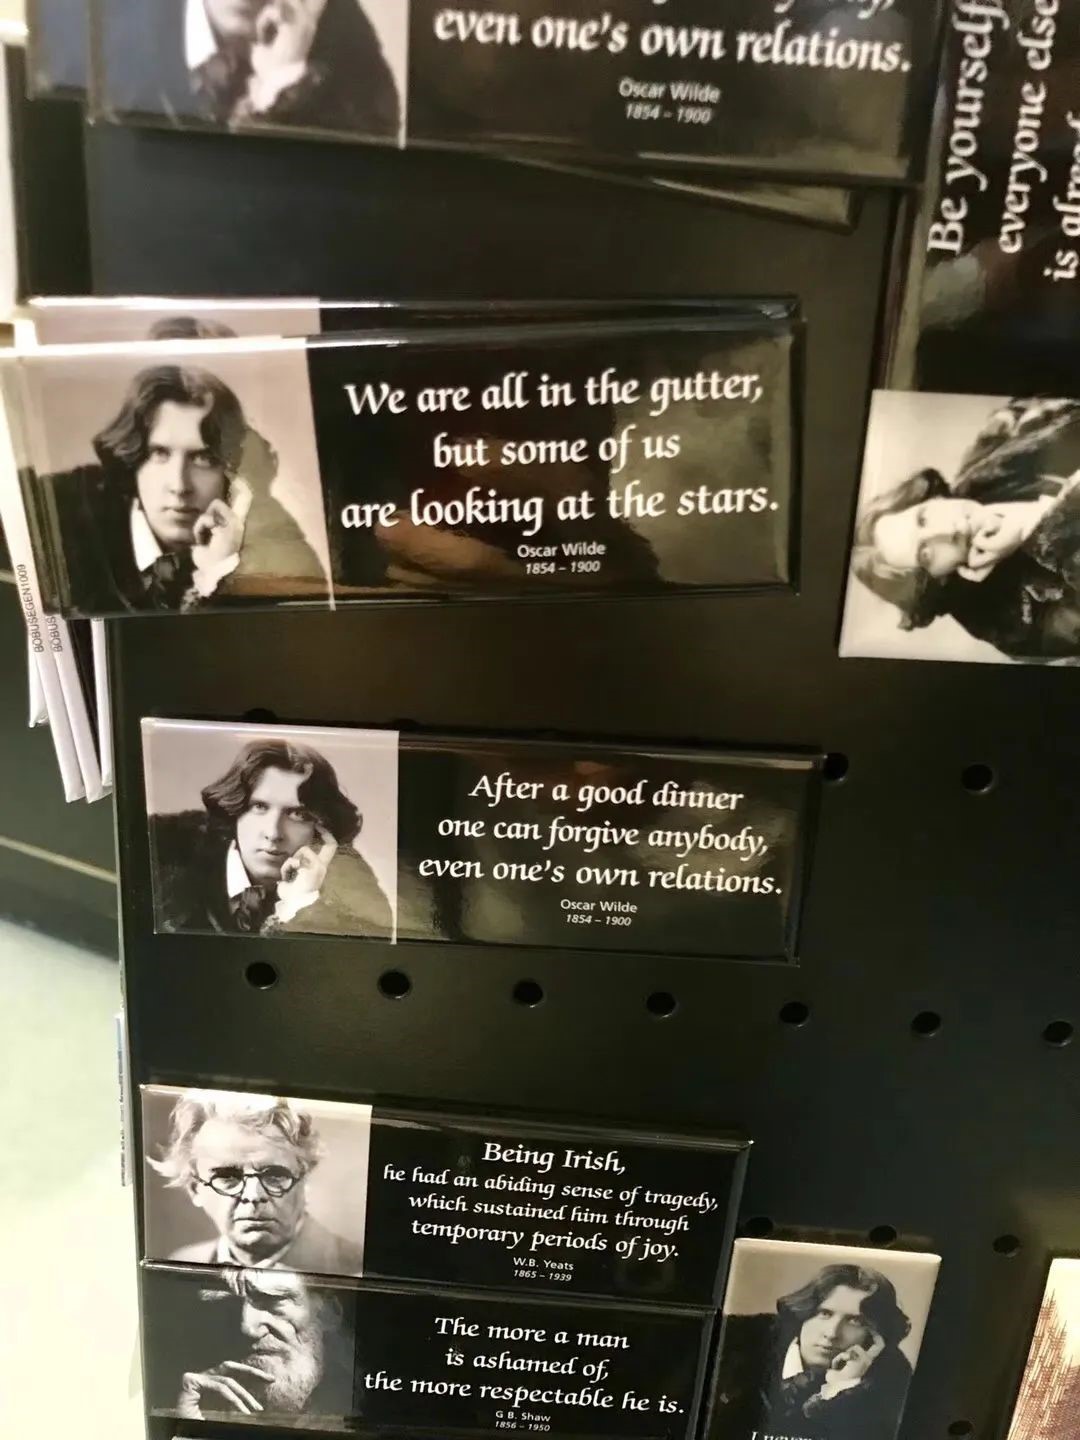 even one's own relations.
Oscar Wilde
1854 – 1900
Be yourself
everyone else
is
We are all in the gutter,
but some of us
are looking at the stars.
Oscar Wilde
1854 – 1900
BOBUSEGEN1009
BOBUSEGEN
After a good dinner
one can forgive anybody,
even one's own relations.
Oscar Wilde
1854 – 1900
Being Irish,
he had an abiding sense of tragedy,
which sustained him through
temporary periods of joy.
W.B. Yeats
1865 – 1939
The more a man
is ashamed of,
the more respectable he is.
G B. Shaw
1856 – 1950